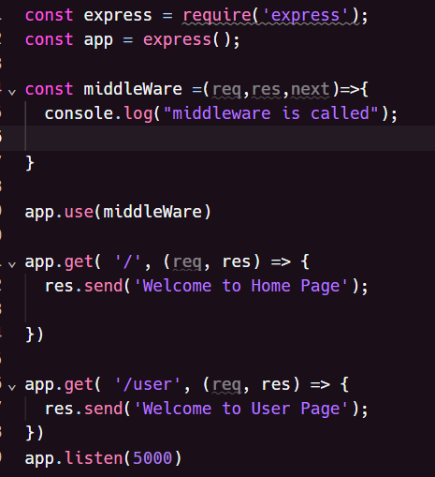 const express = require('express');
const app = express();
const middleWare =(req,res,next)=>{
console.log("middleware is called");
}
app.use(middleWare)
app.get( '/', (req, res) => {
res.send('Welcome to Home Page');
})
app.get( '/user', (req, res) => {
res.send('Welcome to User Page');
})
app.listen(5000)